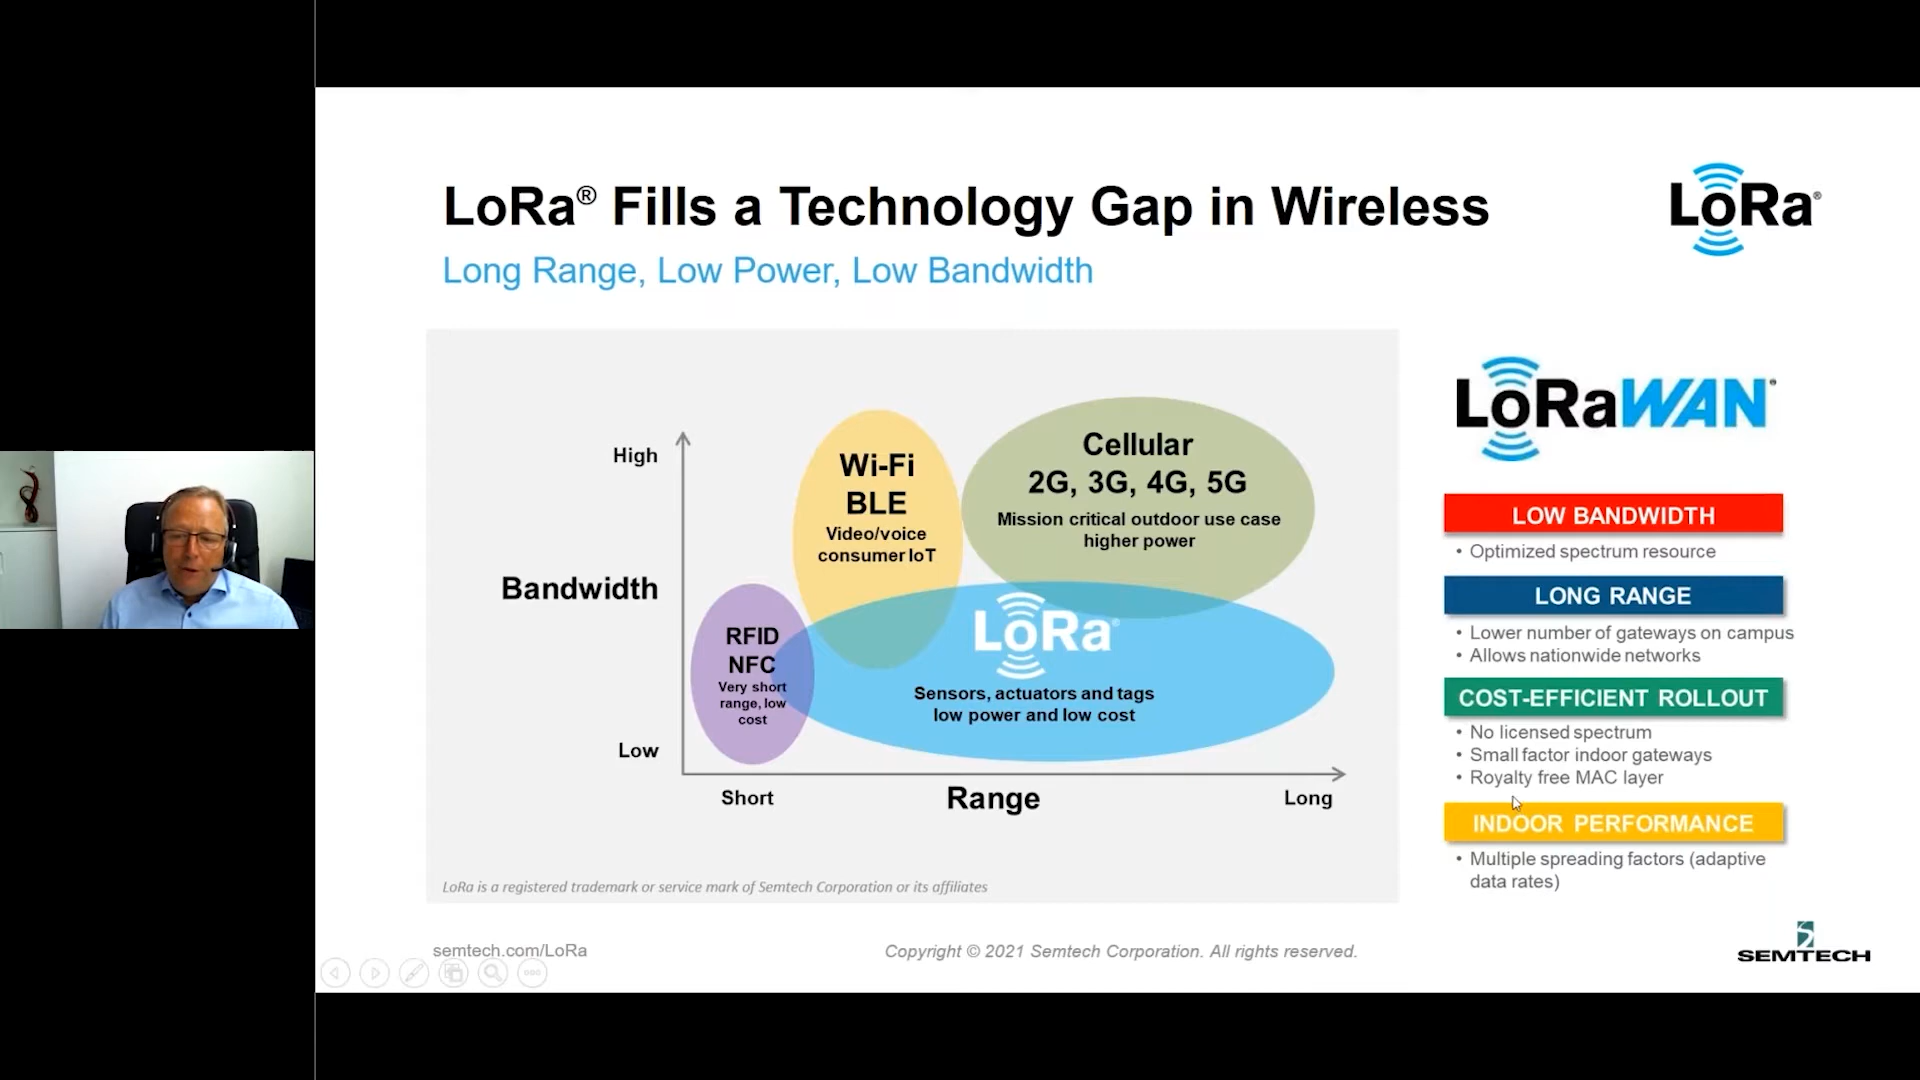 LoRa® Fills a Technology Gap in Wireless
Long Range, Low Power, Low Bandwidth
LoRa®
High
Bandwidth
Low
Short
Range
Long
Wi-Fi
BLE
Video/voice
consumer IoT
Cellular
2G, 3G, 4G, 5G
Mission critical outdoor use case
higher power
RFID
NFC
Very short
range, low
cost
LoRa®
Sensors, actuators and tags
low power and low cost
LoRa is a registered trademark or service mark of Semtech Corporation or its affiliates
LoRaWAN®
LOW BANDWIDTH
• Optimized spectrum resource
LONG RANGE
• Lower number of gateways on campus
• Allows nationwide networks
COST-EFFICIENT ROLLOUT
• No licensed spectrum
• Small factor indoor gateways
• Royalty free MAC layer
INDOOR PERFORMANCE
• Multiple spreading factors (adaptive
data rates)
semtech.com/LoRa
Copyright © 2021 Semtech Corporation. All rights reserved.
SEMTECH